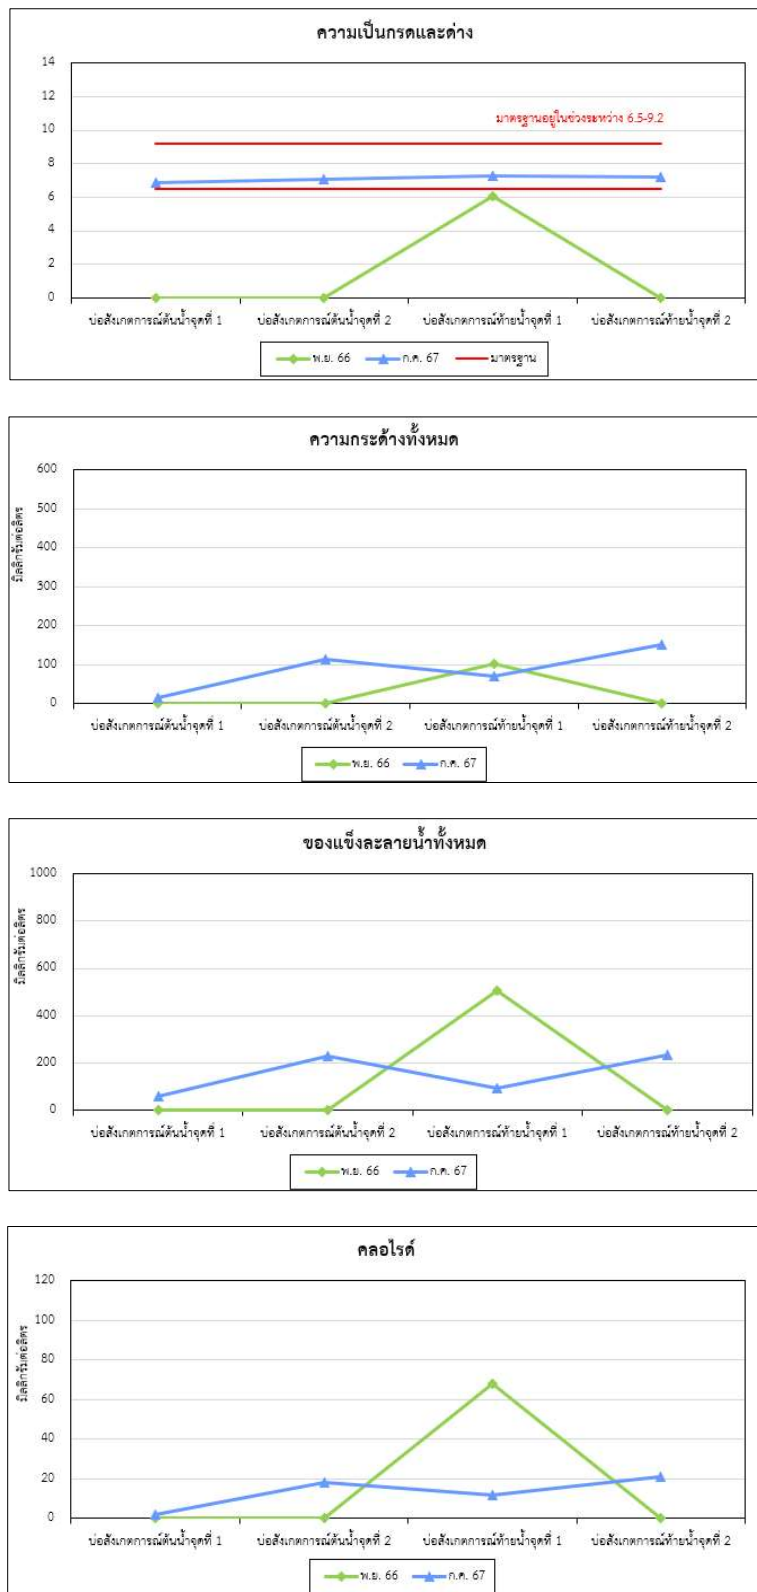 ความเป็นกรดและด่าง
14
12
10
8
6
4
2
0
มาตรฐานอยู่ในช่วงระหว่าง 6.5-9.2
บ่อสังเกตการณ์ต้นน้ำจุดที่ 1 บ่อสังเกตการณ์ต้นน้ำจุดที่ 2 บ่อสังเกตการณ์ท้ายน้ำจุดที่ 1 บ่อสังเกตการณ์ท้ายน้ำจุดที่ 2
พ.ย. 66 ก.ค. 67 มาตรฐาน
ความกระด้างทั้งหมด
มิลลิกรัมต่อลิตร
600
500
400
300
200
100
0
บ่อสังเกตการณ์ต้นน้ำจุดที่ 1 บ่อสังเกตการณ์ต้นน้ำจุดที่ 2 บ่อสังเกตการณ์ท้ายน้ำจุดที่ 1 บ่อสังเกตการณ์ท้ายน้ำจุดที่ 2
พ.ย. 66 ก.ค. 67
ของแข็งละลายน้ำทั้งหมด
มิลลิกรัมต่อลิตร
1000
800
600
400
200
0
บ่อสังเกตการณ์ต้นน้ำจุดที่ 1 บ่อสังเกตการณ์ต้นน้ำจุดที่ 2 บ่อสังเกตการณ์ท้ายน้ำจุดที่ 1 บ่อสังเกตการณ์ท้ายน้ำจุดที่ 2
พ.ย. 66 ก.ค. 67
คลอไรด์
มิลลิกรัมต่อลิตร
120
100
80
60
40
20
0
บ่อสังเกตการณ์ต้นน้ำจุดที่ 1 บ่อสังเกตการณ์ต้นน้ำจุดที่ 2 บ่อสังเกตการณ์ท้ายน้ำจุดที่ 1 บ่อสังเกตการณ์ท้ายน้ำจุดที่ 2
พ.ย. 66 ก.ค. 67